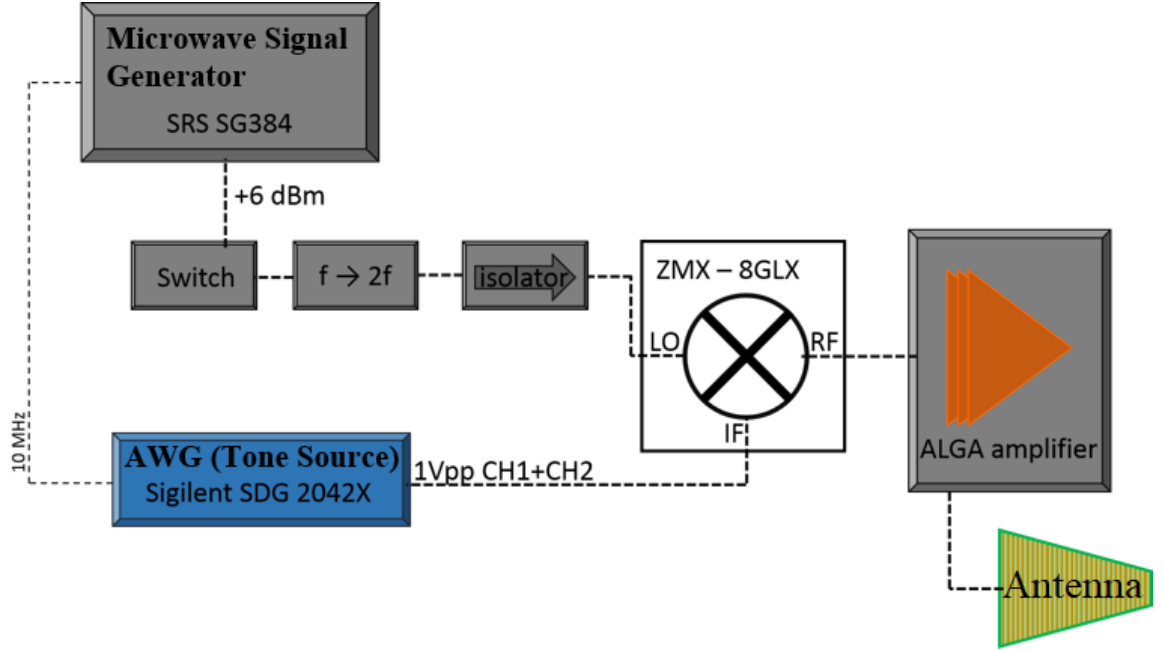 Microwave Signal
Generator
SRS SG384
+6 dBm
Switch
f → 2f
isolator
ZMX – 8GLX
LO
RF
IF
ALGA amplifier
10 MHz
AWG (Tone Source)
Sigilent SDG 2042X
1Vpp CH1+CH2
Antenna